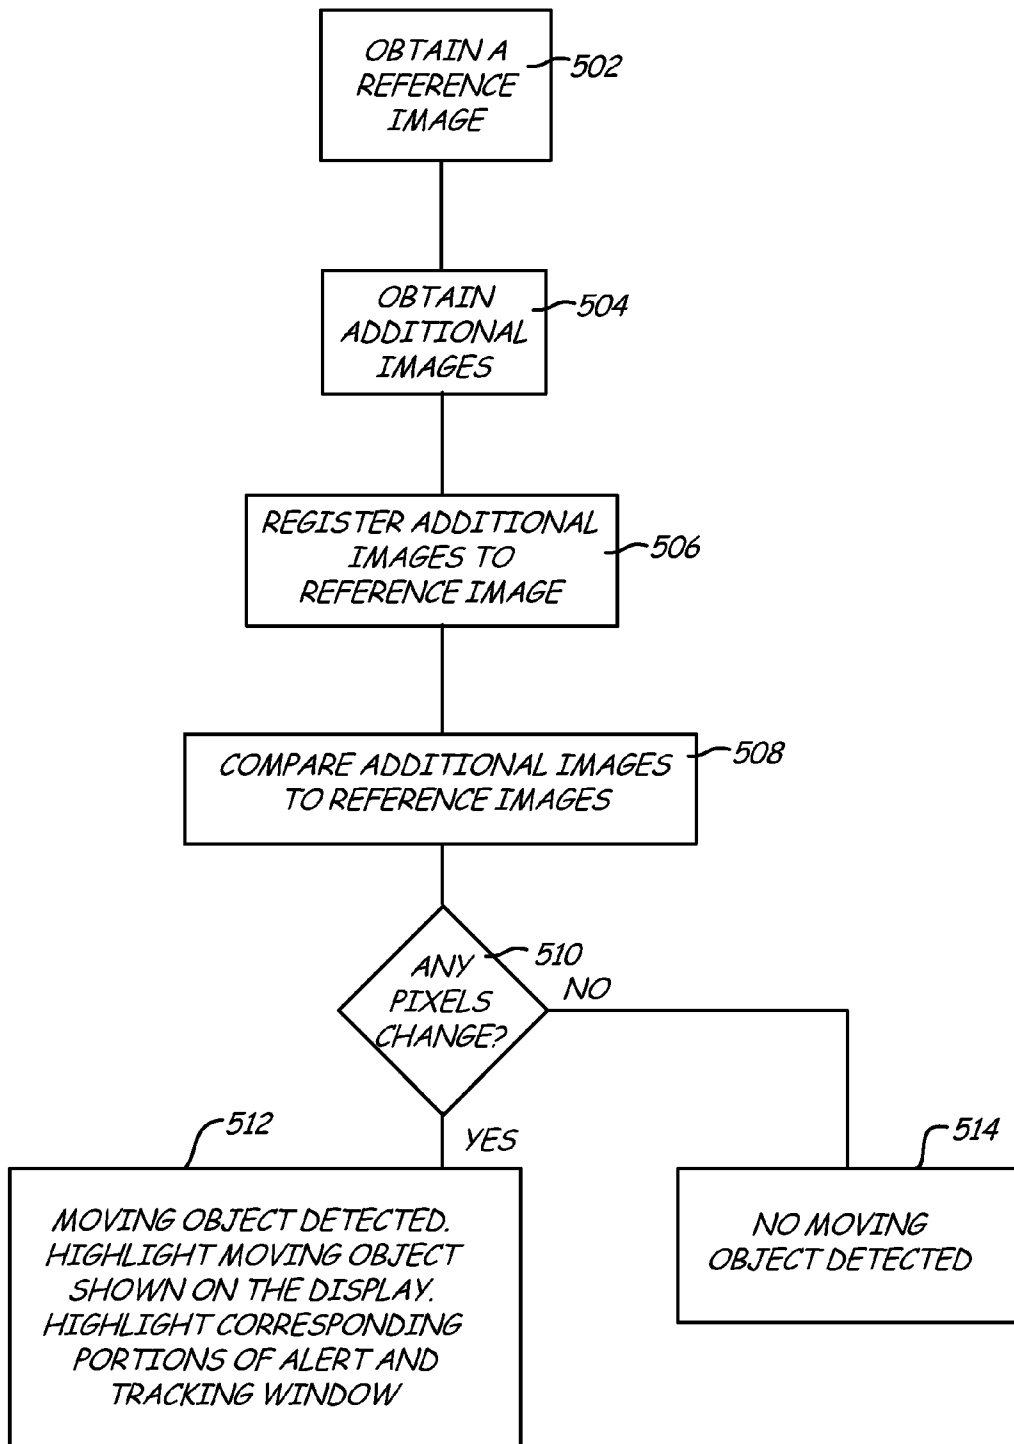 OBTAIN A
REFERENCE
IMAGE
502
OBTAIN
ADDITIONAL
IMAGES
504
REGISTER ADDITIONAL
IMAGES TO
REFERENCE IMAGE
506
COMPARE ADDITIONAL IMAGES
TO REFERENCE IMAGES
508
ANY
PIXELS
CHANGE?
510
NO
YES
512
MOVING OBJECT DETECTED.
HIGHLIGHT MOVING OBJECT
SHOWN ON THE DISPLAY.
HIGHLIGHT CORRESPONDING
PORTIONS OF ALERT AND
TRACKING WINDOW
514
NO MOVING
OBJECT DETECTED